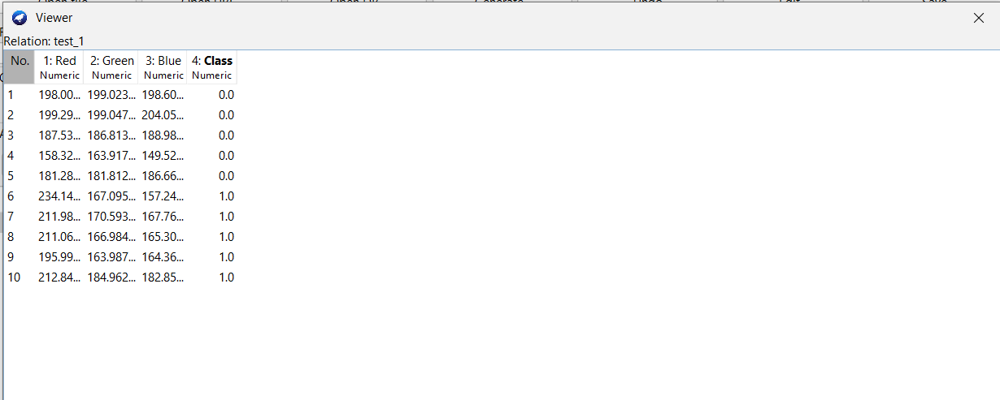 Viewer
Relation: test_1
No. 1: Red 2: Green 3: Blue 4: Class
Numeric Numeric Numeric Numeric
1 198.00... 199.023... 198.60... 0.0
2 199.29... 199.047... 204.05... 0.0
3 187.53... 186.813... 188.98... 0.0
4 158.32... 163.917... 149.52... 0.0
5 181.28... 181.812... 186.66... 0.0
6 234.14... 167.095... 157.24... 1.0
7 211.98... 170.593... 167.76... 1.0
8 211.06... 166.984... 165.30... 1.0
9 195.99... 163.987... 164.36... 1.0
10 212.84... 184.962... 182.85... 1.0